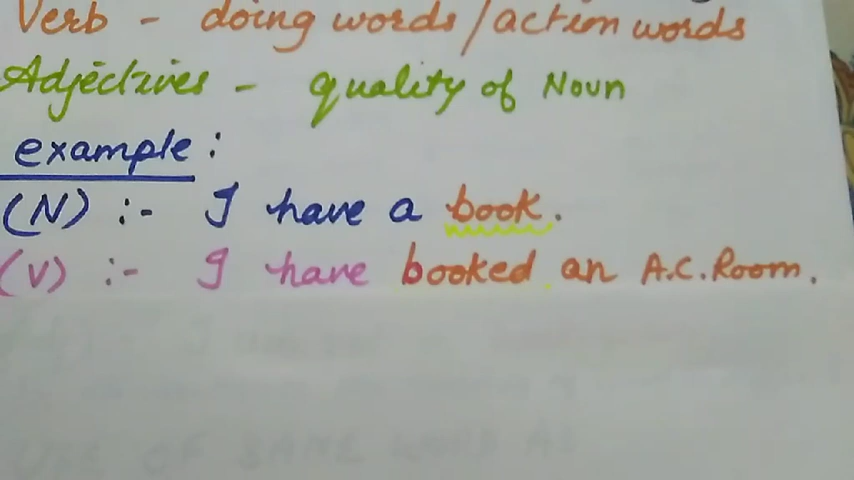 Verb - doing words/action words
Adjectives - quality of Noun
example :
(N) :- I have a book.
(V) :- I have booked an A.C. Room.